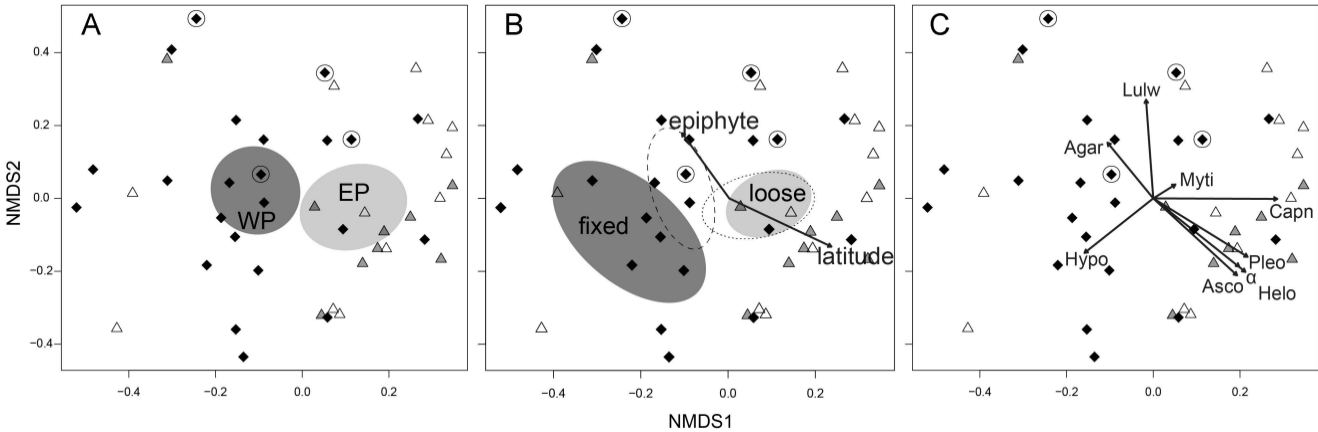 A
B
C
NMDS2
0.4
0.2
0.0
−0.2
−0.4
WP
EP
epiphyte
fixed
loose
latitude
Lulw
Agar
Myti
Capn
Hypo
Pleo
α
Asco
Helo
−0.4
−0.2
0.0
0.2
−0.4
−0.2
0.0
0.2
−0.4
−0.2
0.0
0.2
NMDS1